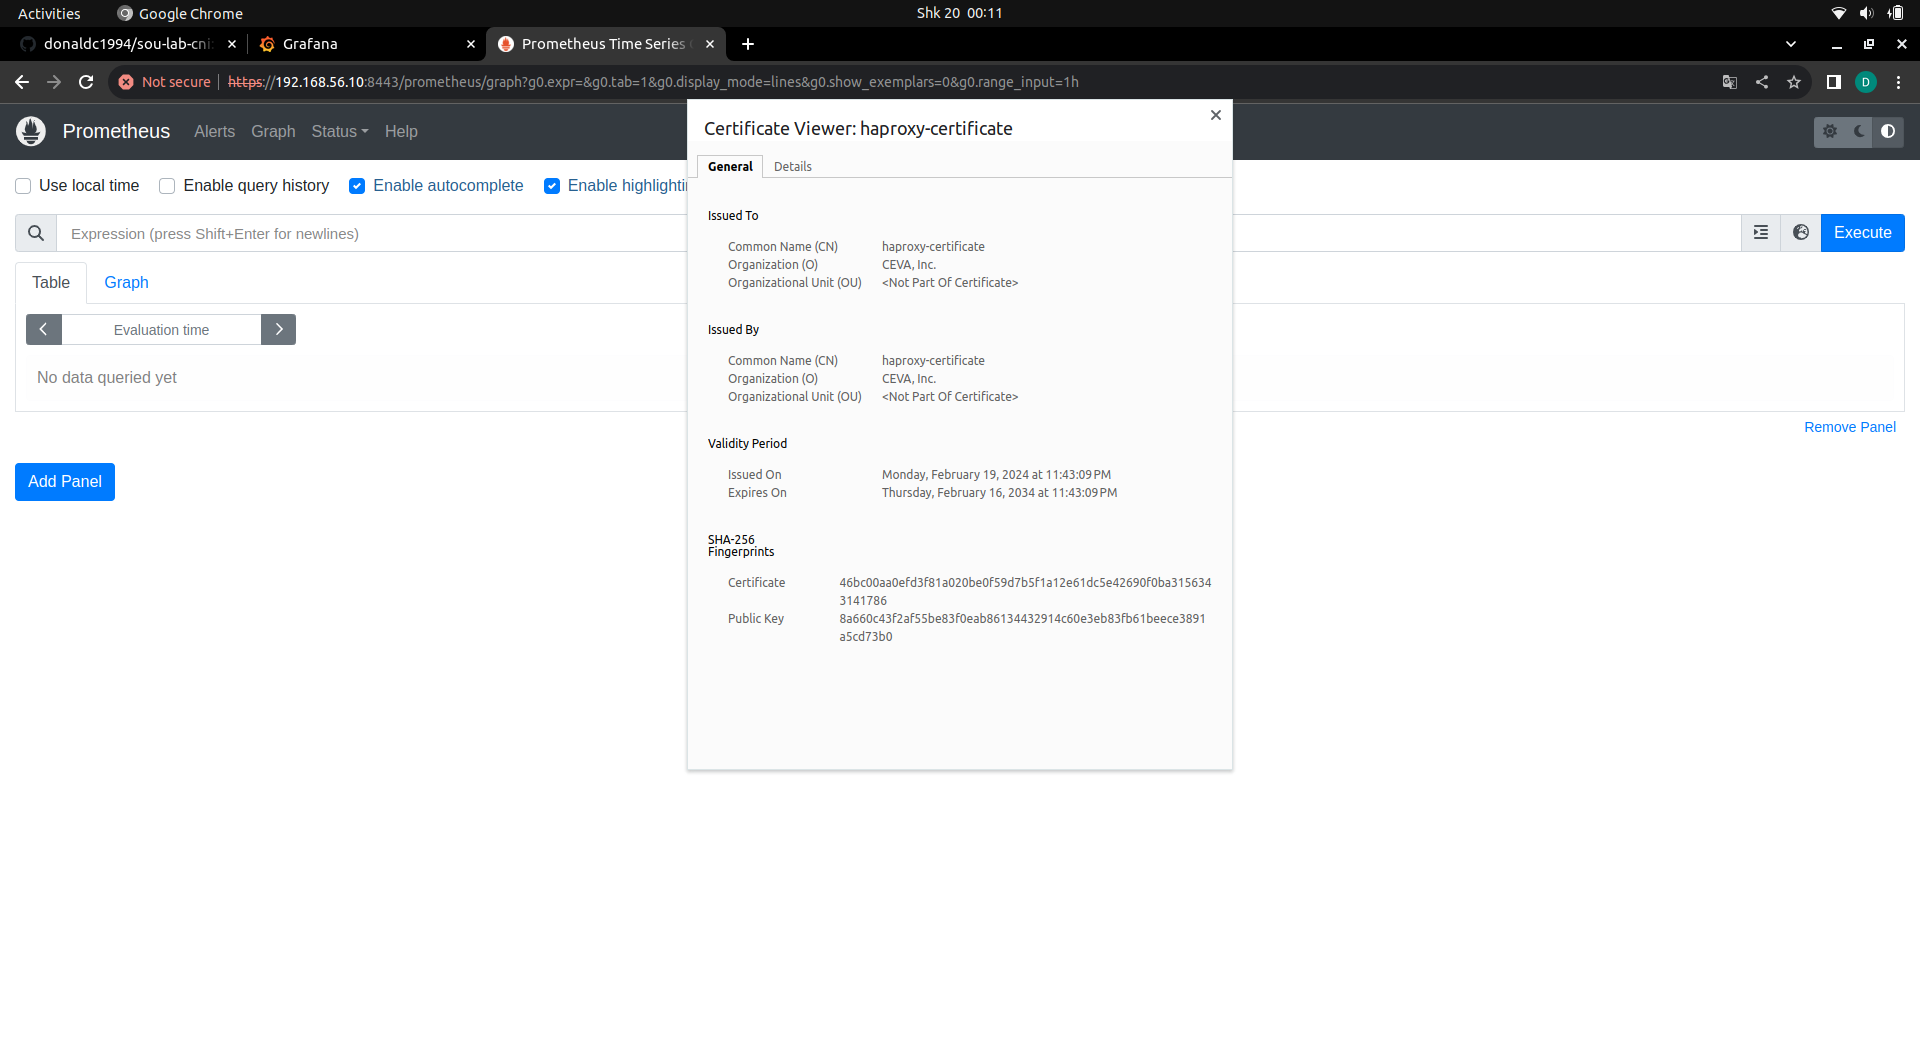 Activities Google Chrome Shk 20 00:11
donaldc1994/sou-lab-cni Grafana Prometheus Time Series
Not secure https://192.168.56.10:8443/prometheus/graph?g0.expr=&g0.tab=1&g0.display_mode=lines&g0.show_exemplars=0&g0.range_input=1h D
Prometheus Alerts Graph Status Help
Use local time Enable query history Enable autocomplete Enable highlighti
Expression (press Shift+Enter for newlines) Execute
Table Graph
Evaluation time
No data queried yet
Remove Panel
Add Panel
Certificate Viewer: haproxy-certificate
General Details
Issued To
Common Name (CN) haproxy-certificate
Organization (O) CEVA, Inc.
Organizational Unit (OU) <Not Part Of Certificate>
Issued By
Common Name (CN) haproxy-certificate
Organization (O) CEVA, Inc.
Organizational Unit (OU) <Not Part Of Certificate>
Validity Period
Issued On Monday, February 19, 2024 at 11:43:09 PM
Expires On Thursday, February 16, 2034 at 11:43:09 PM
SHA-256
Fingerprints
Certificate 46bc00aa0efd3f81a020be0f59d7b5f1a12e61dc5e42690f0ba315634
3141786
Public Key 8a660c43f2af55be83f0eab86134432914c60e3eb83fb61beece3891
a5cd73b0